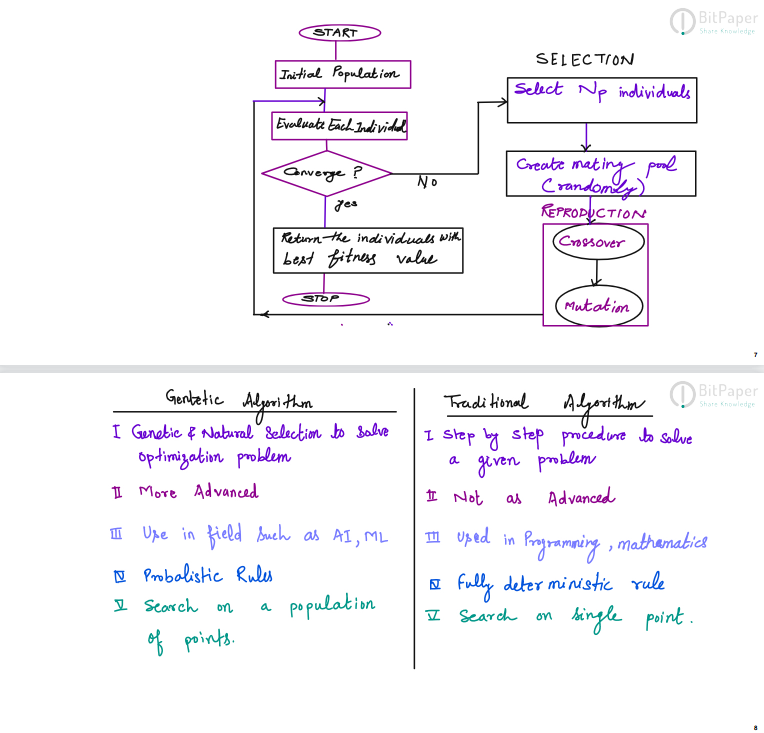 BitPaper
Share Knowledge
START
Initial Population
Evaluate Each Individual
Converge ?
No
yes
Return the individuals with
best fitness value
STOP
SELECTION
Select Np individuals
Create mating pool
(randomly)
REPRODUCTION
Crossover
Mutation
7
BitPaper
Share Knowledge
Gentetic Algorithm
I Genetic & Natural Selection to Solve
optimization problem
II More Advanced
III Use in field Such as AI, ML
IV Probalistic Rules
V Search on a population
of points.
Traditional Algorithm
I Step by step procedure to solve
a given problem
II Not as Advanced
III Used in Programming, mathematics
IV Fully deterministic rule
V Search on single point.
8